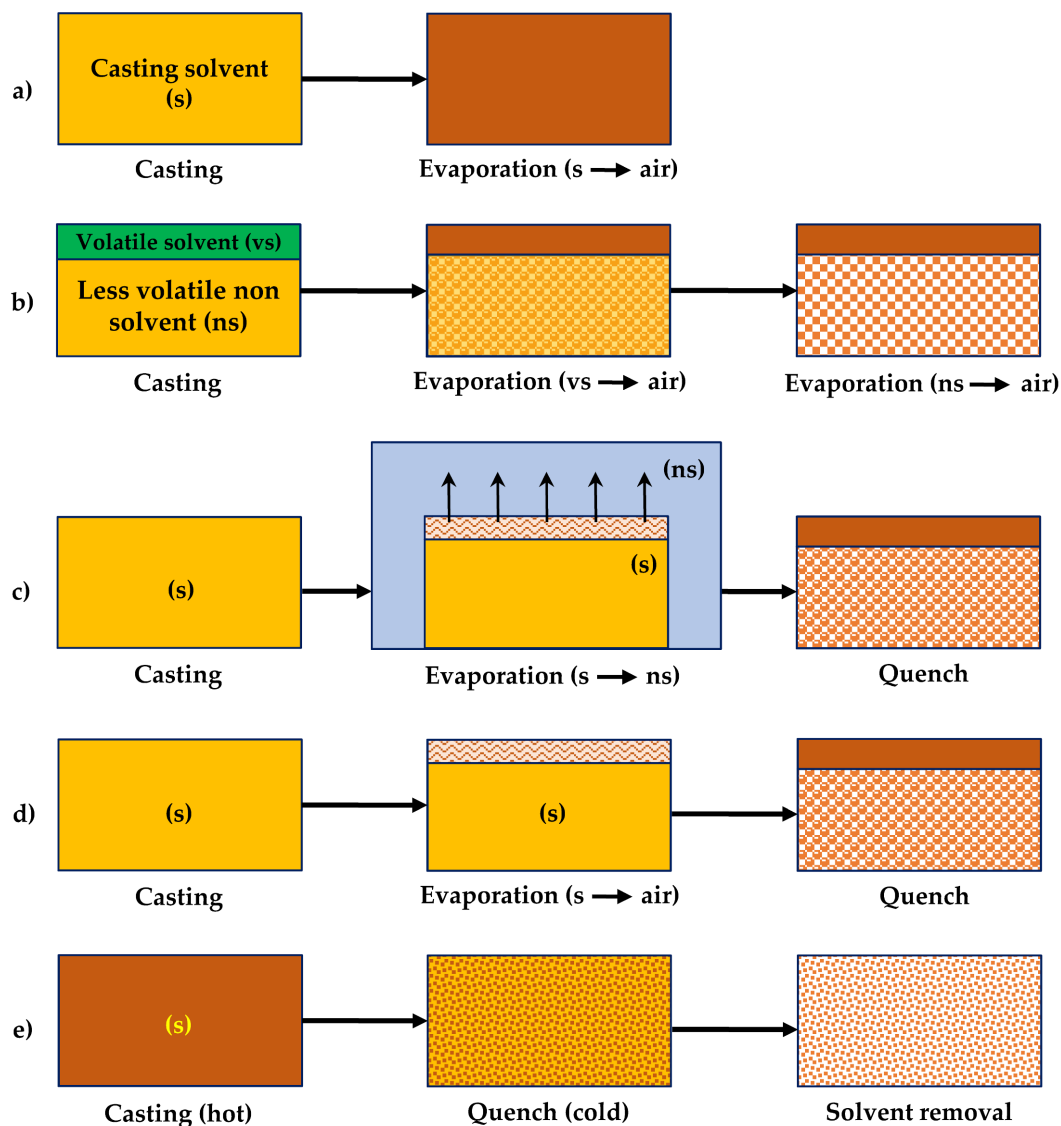 a)
Casting solvent
(s)
Casting
Evaporation (s → air)
b)
Volatile solvent (vs)
Less volatile non
solvent (ns)
Casting
Evaporation (vs → air)
Evaporation (ns → air)
c)
(s)
Casting
(ns)
(s)
Evaporation (s → ns)
Quench
d)
(s)
Casting
(s)
Evaporation (s → air)
Quench
e)
(s)
Casting (hot)
Quench (cold)
Solvent removal